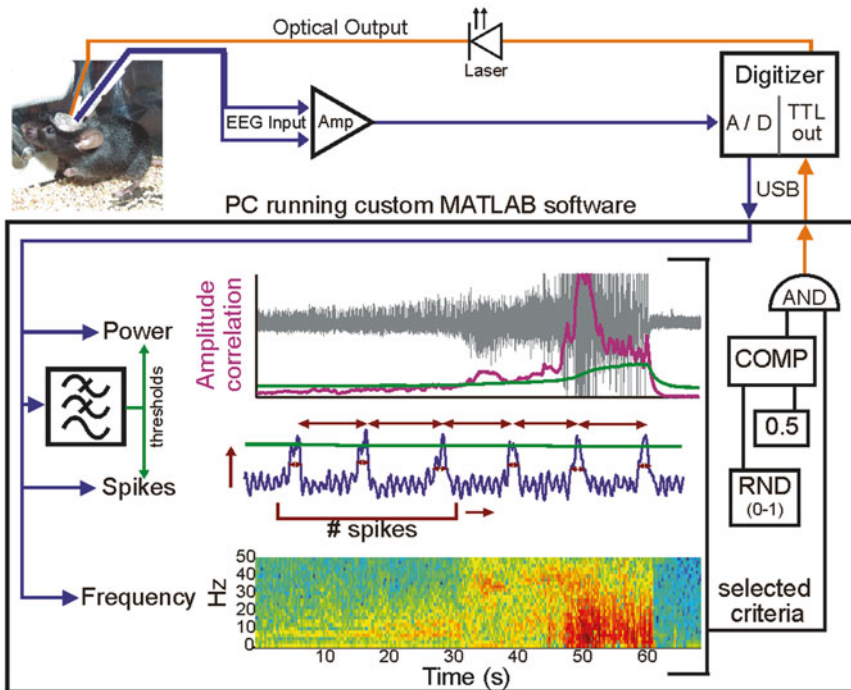 Optical Output
Laser
EEG Input
Amp
Digitizer
A / D
TTL
out
USB
PC running custom MATLAB software
Power
thresholds
Spikes
Frequency
Amplitude
correlation
# spikes
Hz
50
40
30
20
10
0
10 20 30 40 50 60
Time (s)
AND
COMP
0.5
RND
(0-1)
selected
criteria